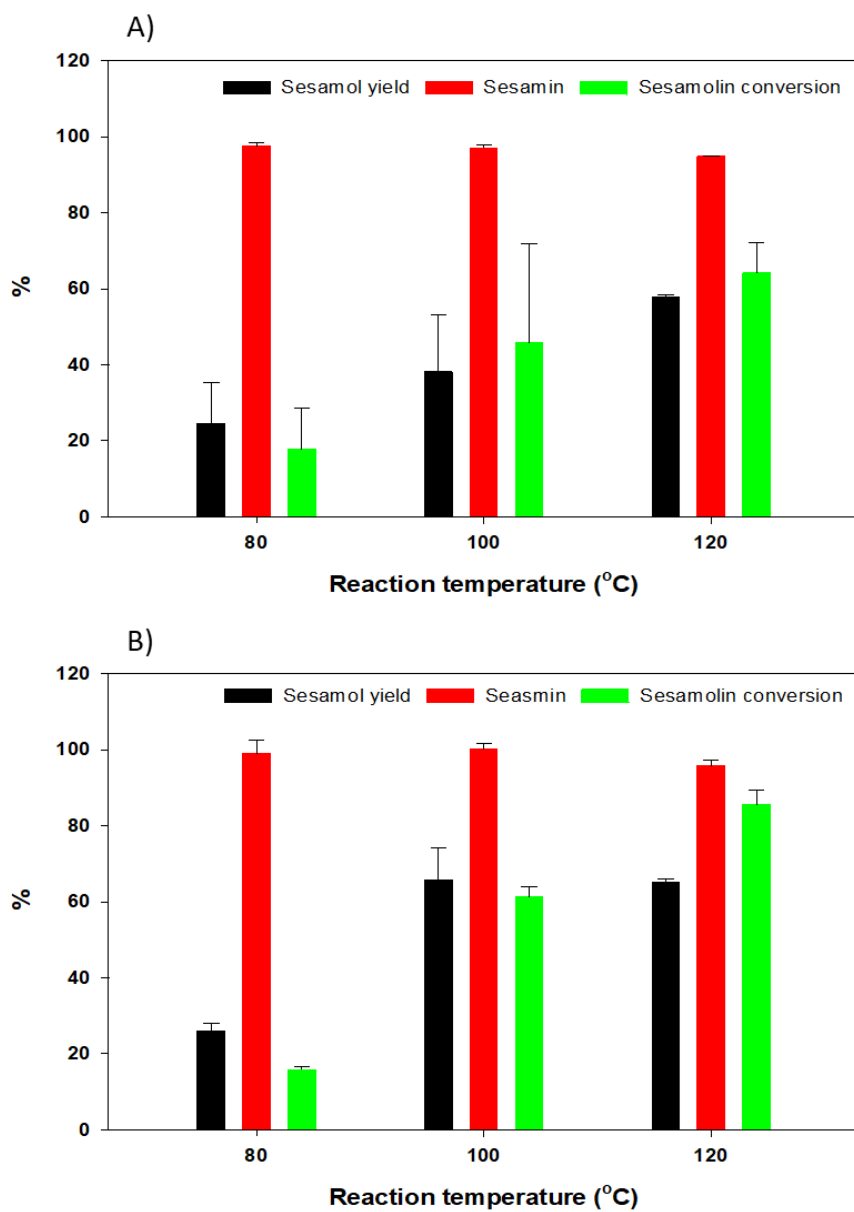 A)
120
Sesamol yield Sesamin Sesamolin conversion
100
80
60
%
40
20
0
80 100 120
Reaction temperature (°C)
B)
120
Sesamol yield Seasmin Sesamolin conversion
100
80
60
%
40
20
0
80 100 120
Reaction temperature (°C)